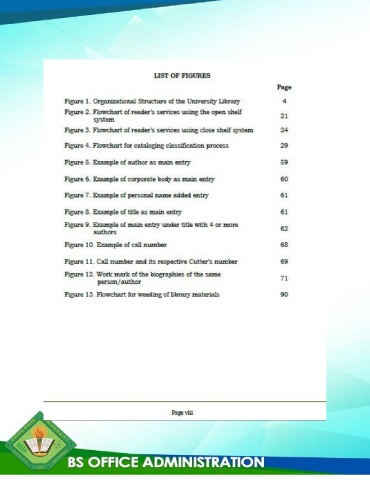 LIST OF FIGURES
Page
Figure 1. Organizational Structure of the University Library 4
Figure 2. Flowchart of reader's services using the open shelf
system 21
Figure 3. Flowchart of reader's services using close shelf system 24
Figure 4. Flowchart for cataloging classification process 29
Figure 5. Example of author as main entry 59
Figure 6. Example of corporate body as main entry 60
Figure 7. Example of personal name added entry 61
Figure 8. Example of title as main entry 61
Figure 9. Example of main entry under title with 4 or more
authors 62
Figure 10. Example of call number 68
Figure 11. Call number and its respective Cutter's number 69
Figure 12. Work mark of the biographies of the same
person/author 71
Figure 13. Flowchart for weeding of library materials 90
Page viii
BS OFFICE ADMINISTRATION